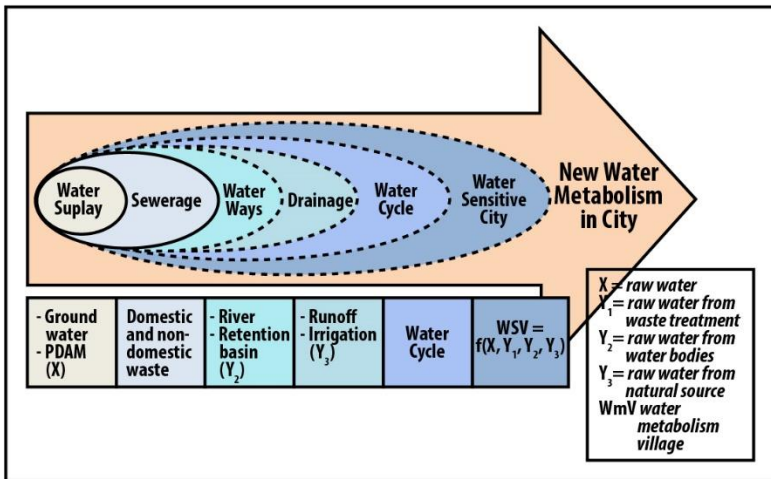 Water
Suplay
Sewerage
Water
Ways
Drainage
Water
Cycle
Water
Sensitive
City
New Water
Metabolism
in City
- Ground
water
- PDAM
(X)
Domestic
and non-
domestic
waste
- River
- Retention
basin
(Y₂)
- Runoff
- Irrigation
(Y₃)
Water
Cycle
WSV =
f(X, Y₁, Y₂, Y₃)
X = raw water
Y₁ = raw water from
waste treatment
Y₂ = raw water from
water bodies
Y₃ = raw water from
natural source
WmV water
metabolism
village